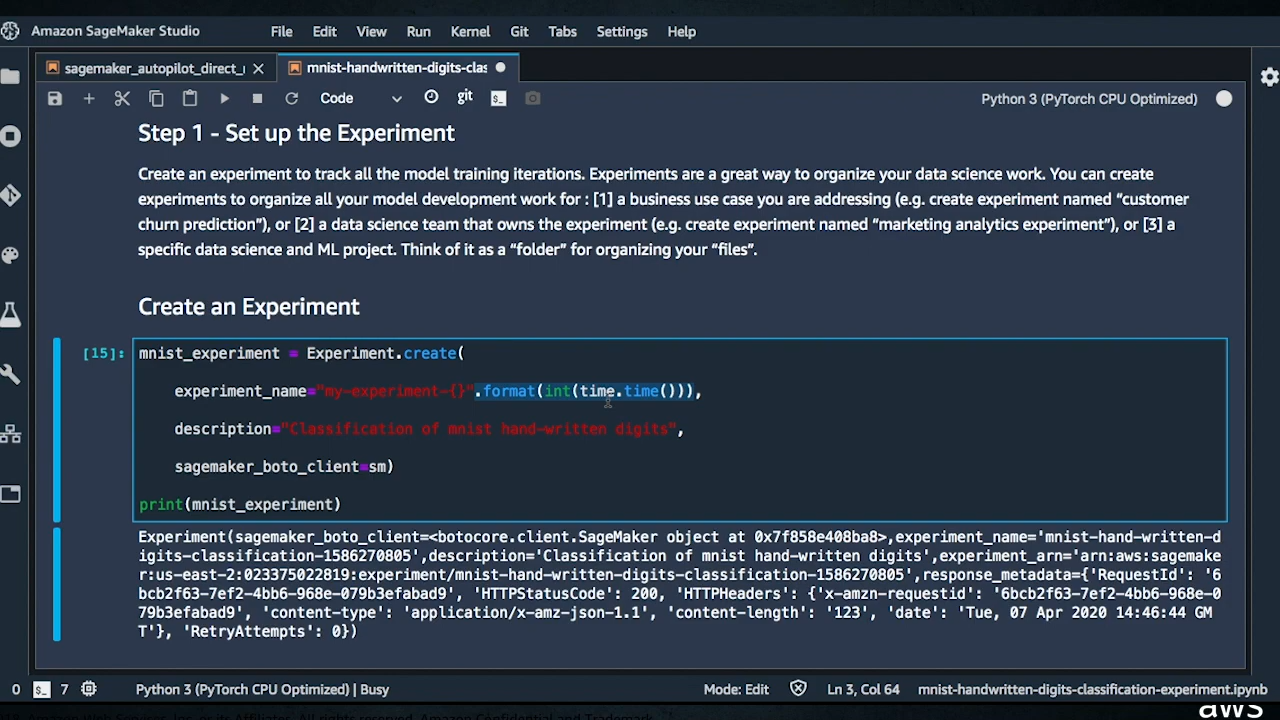 Amazon SageMaker Studio File Edit View Run Kernel Git Tabs Settings Help
sagemaker_autopilot_direct_ mnist-handwritten-digits-clas
Code git Python 3 (PyTorch CPU Optimized)
Step 1 - Set up the Experiment
Create an experiment to track all the model training iterations. Experiments are a great way to organize your data science work. You can create
experiments to organize all your model development work for : [1] a business use case you are addressing (e.g. create experiment named “customer
churn prediction”), or [2] a data science team that owns the experiment (e.g. create experiment named “marketing analytics experiment”), or [3] a
specific data science and ML project. Think of it as a “folder” for organizing your “files”.
Create an Experiment
[15]: mnist_experiment = Experiment.create(
experiment_name="my-experiment-{}".format(int(time.time())),
description="Classification of mnist hand-written digits",
sagemaker_boto_client=sm)
print(mnist_experiment)
Experiment(sagemaker_boto_client=<botocore.client.SageMaker object at 0x7f858e408ba8>,experiment_name='mnist-hand-written-d
igits-classification-1586270805',description='Classification of mnist hand-written digits',experiment_arn='arn:aws:sagemake
r:us-east-2:023375022819:experiment/mnist-hand-written-digits-classification-1586270805',response_metadata={'RequestId': '6
bcb2f63-7ef2-4bb6-968e-079b3efabad9', 'HTTPStatusCode': 200, 'HTTPHeaders': {'x-amzn-requestid': '6bcb2f63-7ef2-4bb6-968e-0
79b3efabad9', 'content-type': 'application/x-amz-json-1.1', 'content-length': '123', 'date': 'Tue, 07 Apr 2020 14:46:44 GM
T'}, 'RetryAttempts': 0})
0 7 Python 3 (PyTorch CPU Optimized) | Busy Mode: Edit Ln 3, Col 64 mnist-handwritten-digits-classification-experiment.ipynb
aws